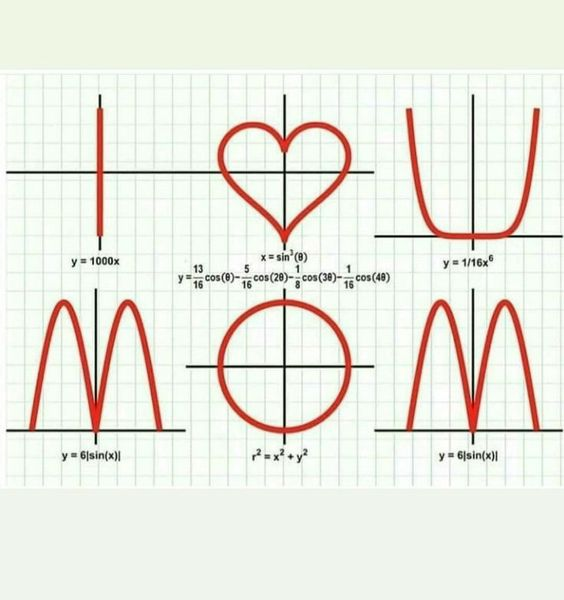 y = 1000x
x = sin³(θ)
y = 13/16 cos(θ) − 5/16 cos(2θ) − 1/8 cos(3θ) − 1/16 cos(4θ)
y = 1/16x⁶
y = 6|sin(x)|
r² = x² + y²
y = 6|sin(x)|